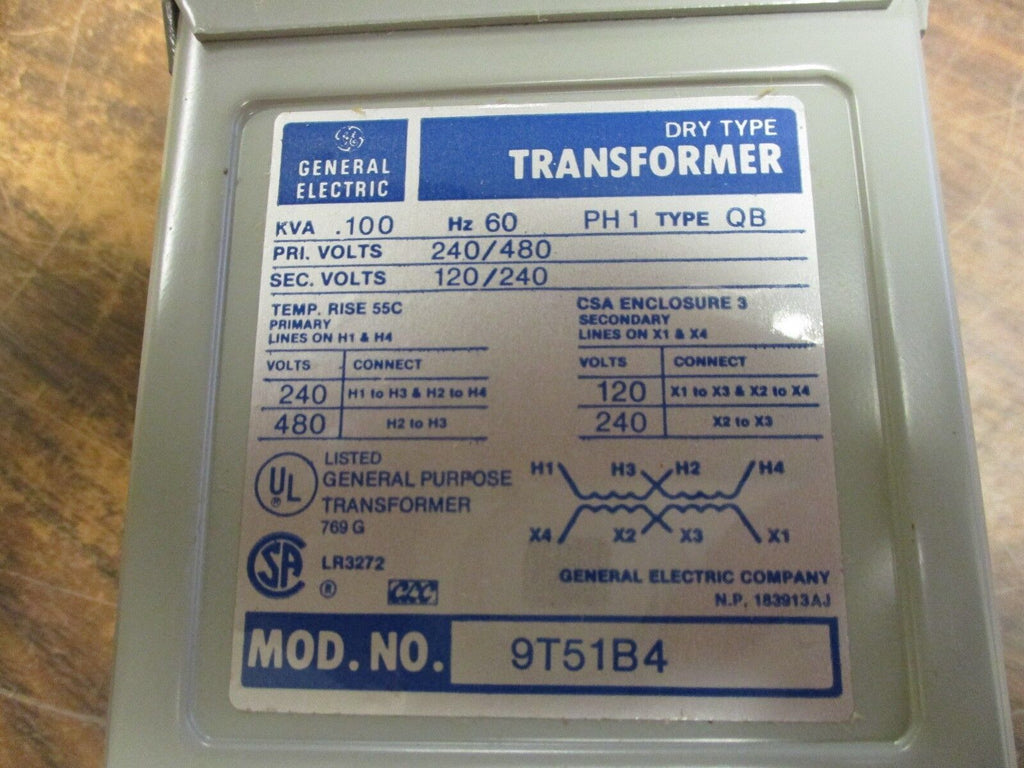 GENERAL
ELECTRIC
DRY TYPE
TRANSFORMER
KVA .100 Hz 60 PH 1 TYPE QB
PRI. VOLTS 240/480
SEC. VOLTS 120/240
TEMP. RISE 55C
PRIMARY
LINES ON H1 & H4
VOLTS CONNECT
240 H1 to H3 & H2 to H4
480 H2 to H3
CSA ENCLOSURE 3
SECONDARY
LINES ON X1 & X4
VOLTS CONNECT
120 X1 to X3 & X2 to X4
240 X2 to X3
UL ®
LISTED
GENERAL PURPOSE
TRANSFORMER
769 G
H1 H3 H2 H4
X4 X2 X3 X1
SA
LR3272
®
GENERAL ELECTRIC COMPANY
N.P. 183913AJ
MOD. NO. 9T51B4